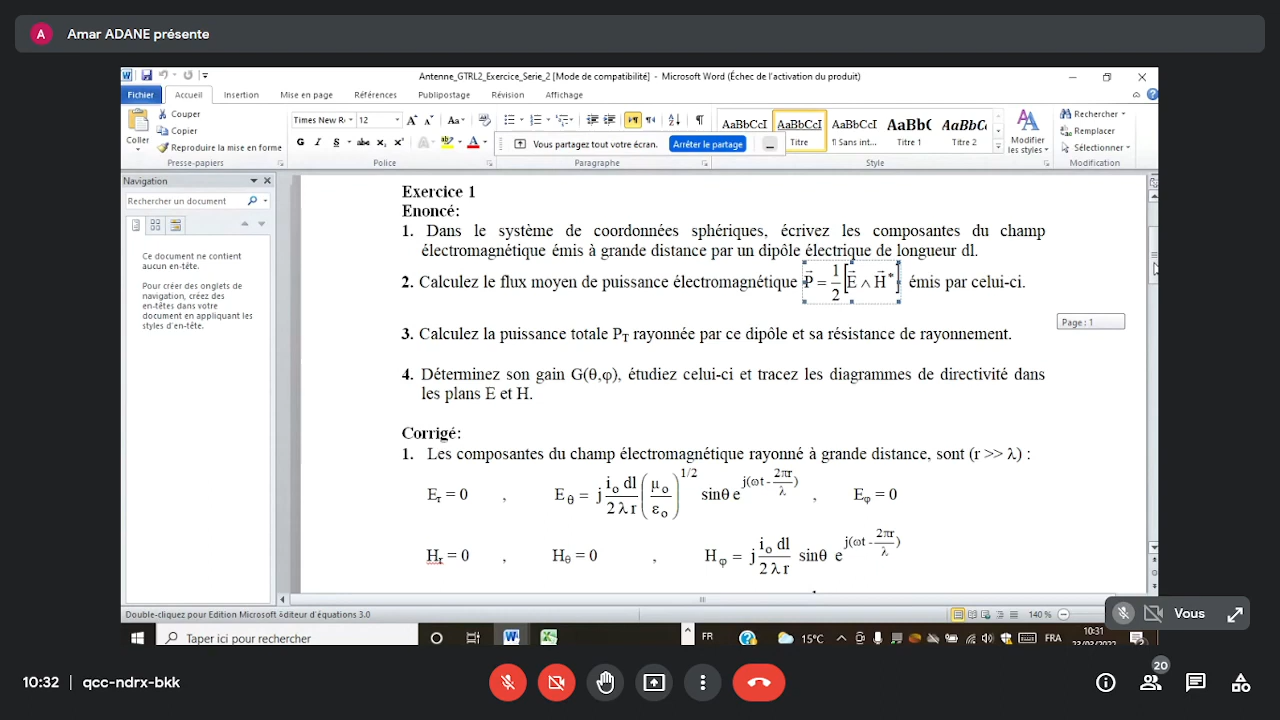 A Amar ADANE présente
Antenne_GTRL2_Exercice_Serie_2 [Mode de compatibilité] - Microsoft Word (Échec de l'activation du produit)
Fichier Accueil Insertion Mise en page Références Publipostage Révision Affichage
Coller
Couper
Copier
Reproduire la mise en forme
Presse-papiers
Times New R 12
G I S abc x₂ x²
Police
Vous partagez tout votre écran. Arrêter le partage
Paragraphe
AaBbCcI AaBbCcI AaBbCcI AaBb( AaBbC
Titre ¶ Sans int... Titre 1 Titre 2
Style
Modifier les styles
Rechercher
Remplacer
Sélectionner
Modification
Navigation
Rechercher un document
Ce document ne contient
aucun en-tête.
Pour créer des onglets de
navigation, créez des
en-têtes dans votre
document en appliquant les
styles d'en-tête.
Exercice 1
Enoncé:
1. Dans le système de coordonnées sphériques, écrivez les composantes du champ
électromagnétique émis à grande distance par un dipôle électrique de longueur dl.
2. Calculez le flux moyen de puissance électromagnétique P⃗ = 1/2 [E⃗ ∧ H⃗*] émis par celui-ci.
Page : 1
3. Calculez la puissance totale P_T rayonnée par ce dipôle et sa résistance de rayonnement.
4. Déterminez son gain G(θ,φ), étudiez celui-ci et tracez les diagrammes de directivité dans
les plans E et H.
Corrigé:
1. Les composantes du champ électromagnétique rayonné à grande distance, sont (r >> λ) :
E_r = 0 , E_θ = j (i_o dl / 2 λ r) (μ_o / ε_o)^1/2 sinθ e^j(ωt - 2πr/λ) , E_φ = 0
H_r = 0 , H_θ = 0 , H_φ = j (i_o dl / 2 λ r) sinθ e^j(ωt - 2πr/λ)
Double-cliquez pour Edition Microsoft éditeur d'équations 3.0
140 %
Vous
Taper ici pour rechercher
FR
15°C
FRA
10:31
10:32 | qcc-ndrx-bkk
20